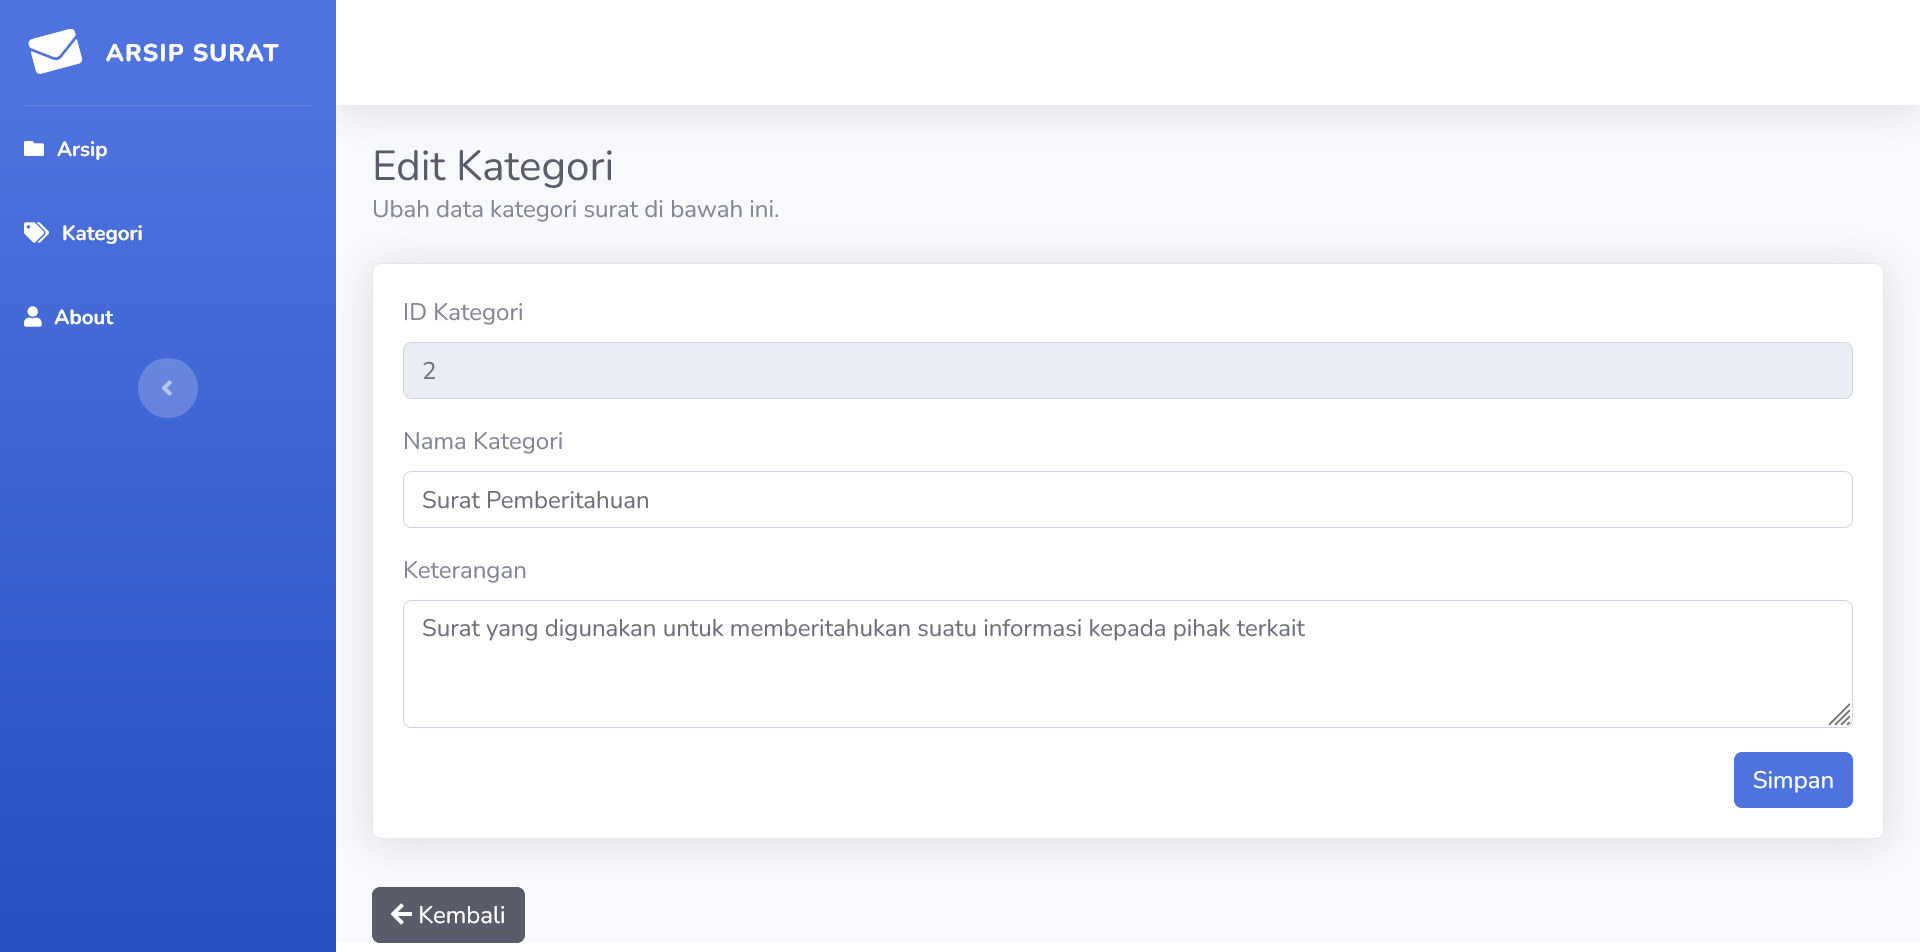 ARSIP SURAT
Arsip
Kategori
About
Edit Kategori
Ubah data kategori surat di bawah ini.
ID Kategori
2
Nama Kategori
Surat Pemberitahuan
Keterangan
Surat yang digunakan untuk memberitahukan suatu informasi kepada pihak terkait
Simpan
Kembali